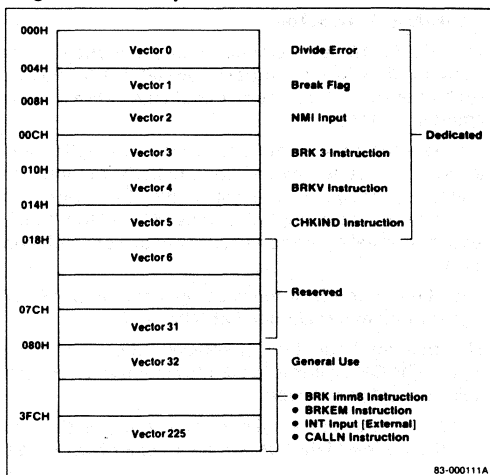 000H
Vector 0 Divide Error
004H
Vector 1 Break Flag
008H
Vector 2 NMI Input
00CH
Dedicated
Vector 3 BRK 3 Instruction
010H
Vector 4 BRKV Instruction
014H
Vector 5 CHKIND Instruction
018H
Vector 6
Reserved
07CH
Vector 31
080H
Vector 32 General Use
• BRK imm8 Instruction
• BRKEM Instruction
3FCH
• INT Input [External]
• CALLN Instruction
Vector 225
83-000111A